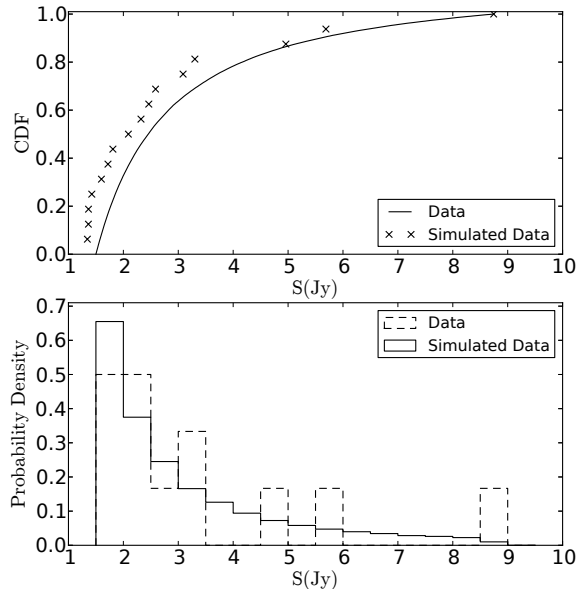 1.0
0.8
0.6
0.4
0.2
0.0
CDF
Data
Simulated Data
1 2 3 4 5 6 7 8 9 10
S(Jy)
0.7
0.6
0.5
0.4
0.3
0.2
0.1
0.0
Probability Density
Data
Simulated Data
1 2 3 4 5 6 7 8 9 10
S(Jy)